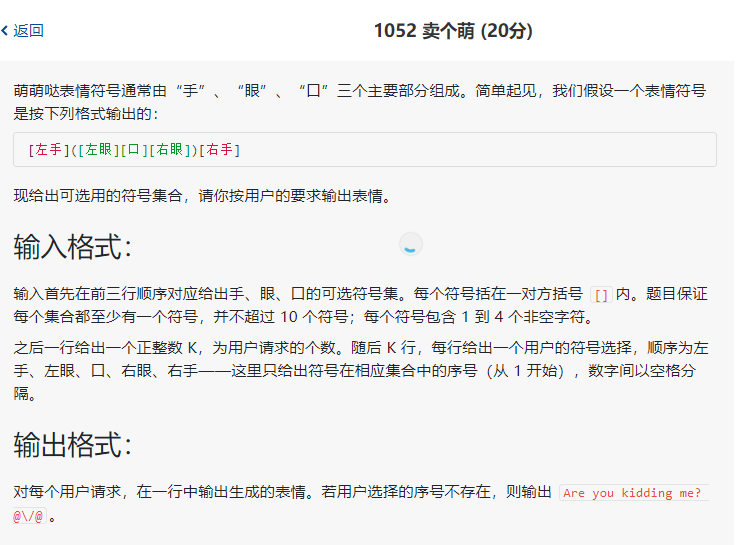 返回
1052 卖个萌 (20分)
萌萌哒表情符号通常由“手”、“眼”、“口”三个主要部分组成。简单起见，我们假设一个表情符号
是按下列格式输出的：
[左手]([左眼][口][右眼])[右手]
现给出可选用的符号集合，请你按用户的要求输出表情。
输入格式：
输入首先在前三行顺序对应给出手、眼、口的可选符号集。每个符号括在一对方括号 [] 内。题目保证
每个集合都至少有一个符号，并不超过 10 个符号；每个符号包含 1 到 4 个非空字符。
之后一行给出一个正整数 K，为用户请求的个数。随后 K 行，每行给出一个用户的符号选择，顺序为左
手、左眼、口、右眼、右手——这里只给出符号在相应集合中的序号（从 1 开始），数字间以空格分
隔。
输出格式：
对每个用户请求，在一行中输出生成的表情。若用户选择的序号不存在，则输出 Are you kidding me?
@\/@ 。